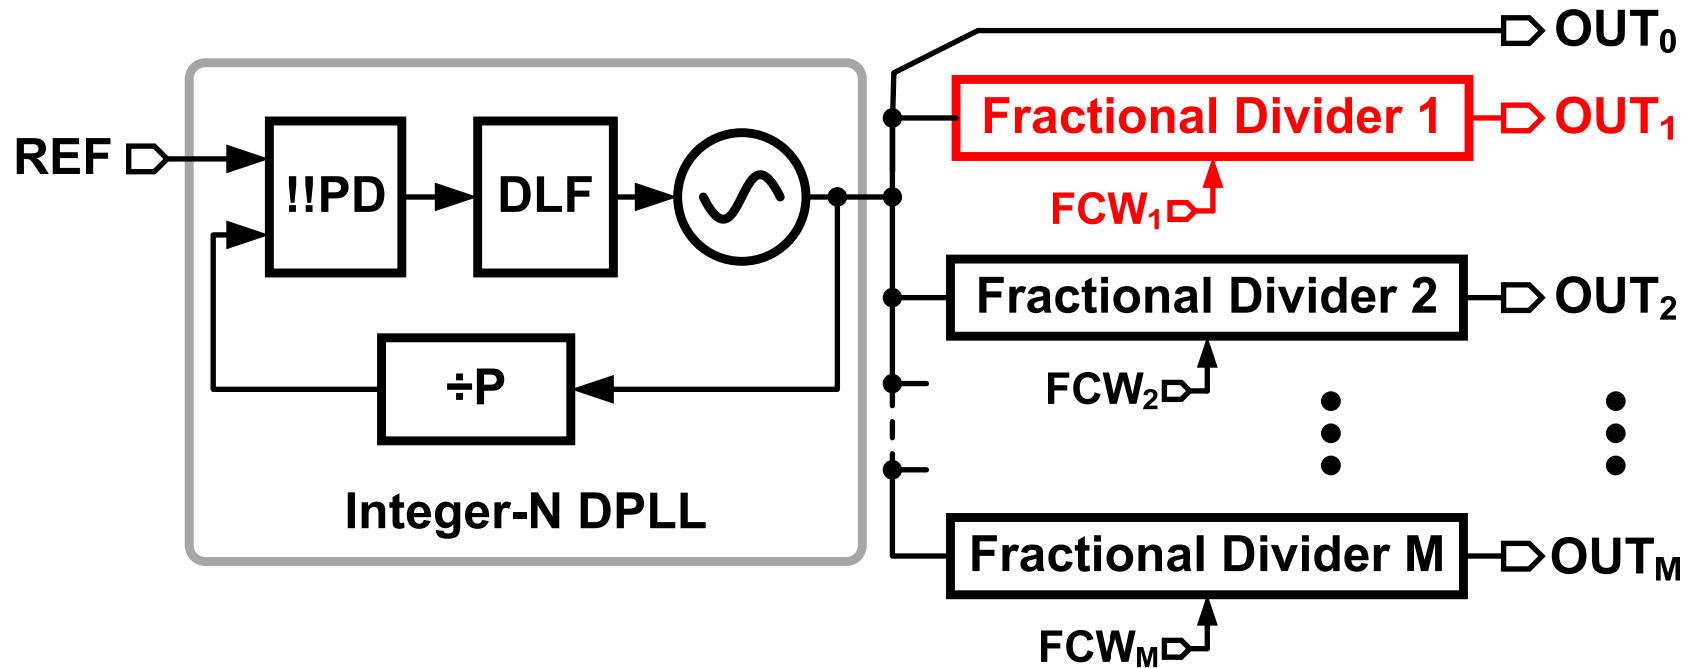 OUT0
Fractional Divider 1
OUT1
REF
!!PD
DLF
FCW1
Fractional Divider 2
OUT2
÷P
FCW2
Integer-N DPLL
Fractional Divider M
OUTM
FCWM